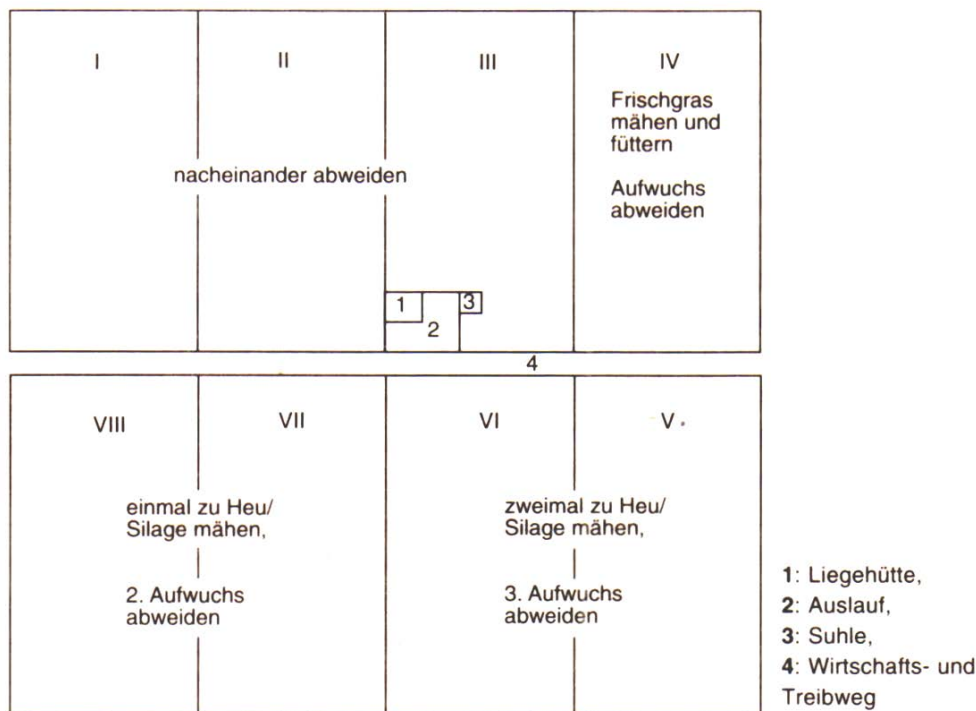 I
II
III
IV
nacheinander abweiden
Frischgras
mähen und
füttern
Aufwuchs
abweiden
1
2
3
4
VIII
VII
VI
V
einmal zu Heu/
Silage mähen,
2. Aufwuchs
abweiden
zweimal zu Heu/
Silage mähen,
3. Aufwuchs
abweiden
1: Liegehütte,
2: Auslauf,
3: Suhle,
4: Wirtschafts- und
Treibweg